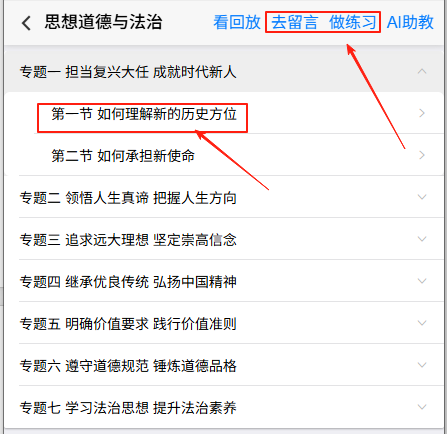 思想道德与法治 看回放 去留言 做练习 AI助教
专题一 担当复兴大任 成就时代新人
第一节 如何理解新的历史方位
第二节 如何承担新使命
专题二 领悟人生真谛 把握人生方向
专题三 追求远大理想 坚定崇高信念
专题四 继承优良传统 弘扬中国精神
专题五 明确价值要求 践行价值准则
专题六 遵守道德规范 锤炼道德品格
专题七 学习法治思想 提升法治素养